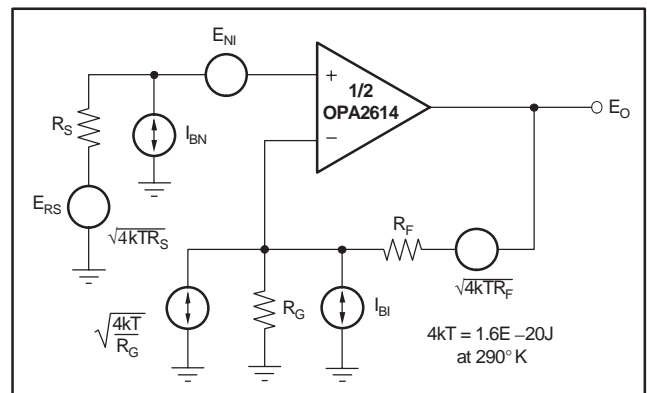 E_NI
+
1/2
OPA2614
−
E_O
R_S
I_BN
E_RS
√4kTR_S
R_F
√4kTR_F
√4kT/R_G
R_G
I_BI
4kT = 1.6E −20J
at 290° K